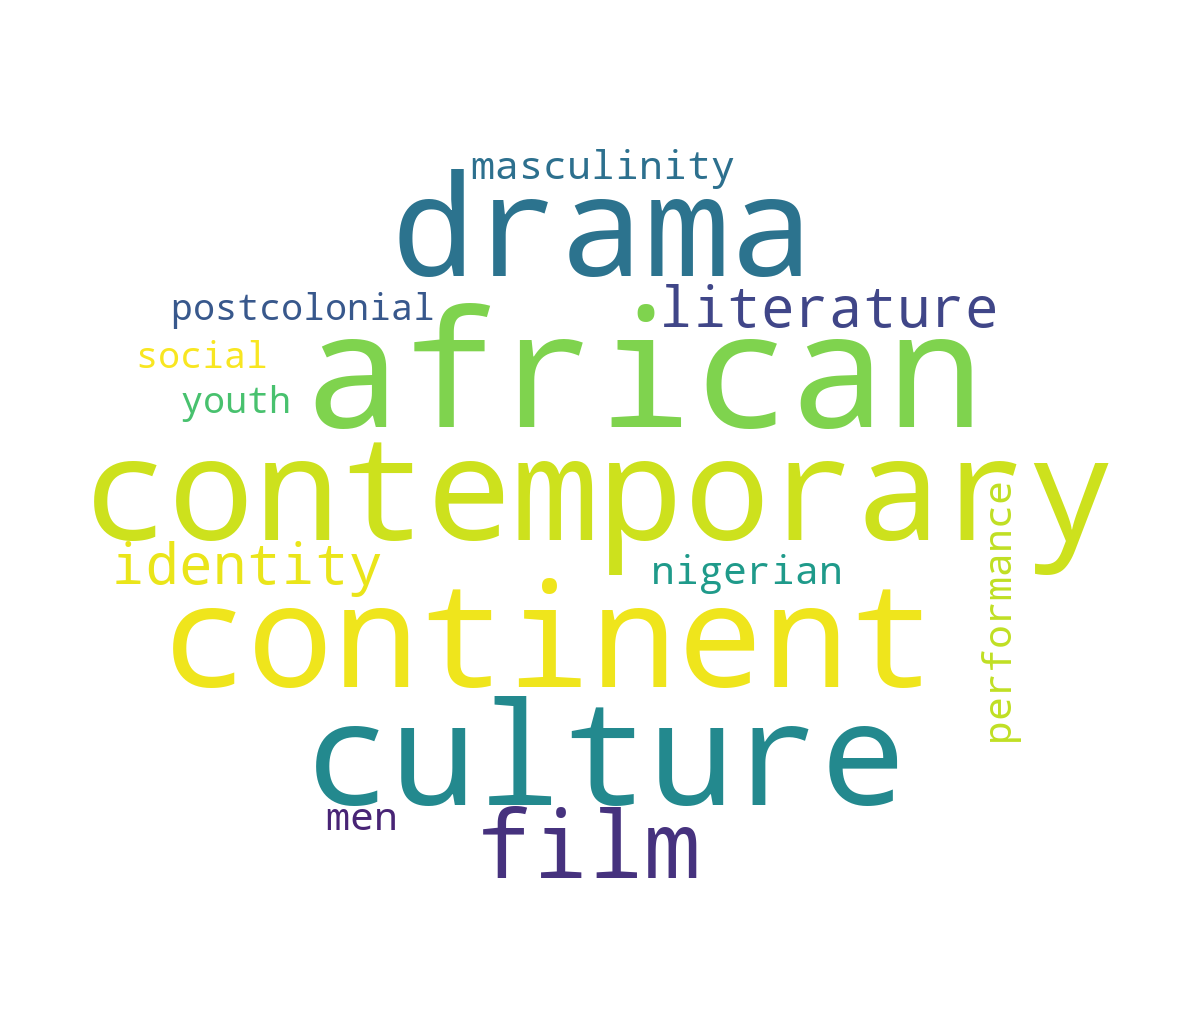 masculinity
drama
literature
postcolonial
african
social
youth
contemporary
performance
identity
nigerian
continent
culture
men
film